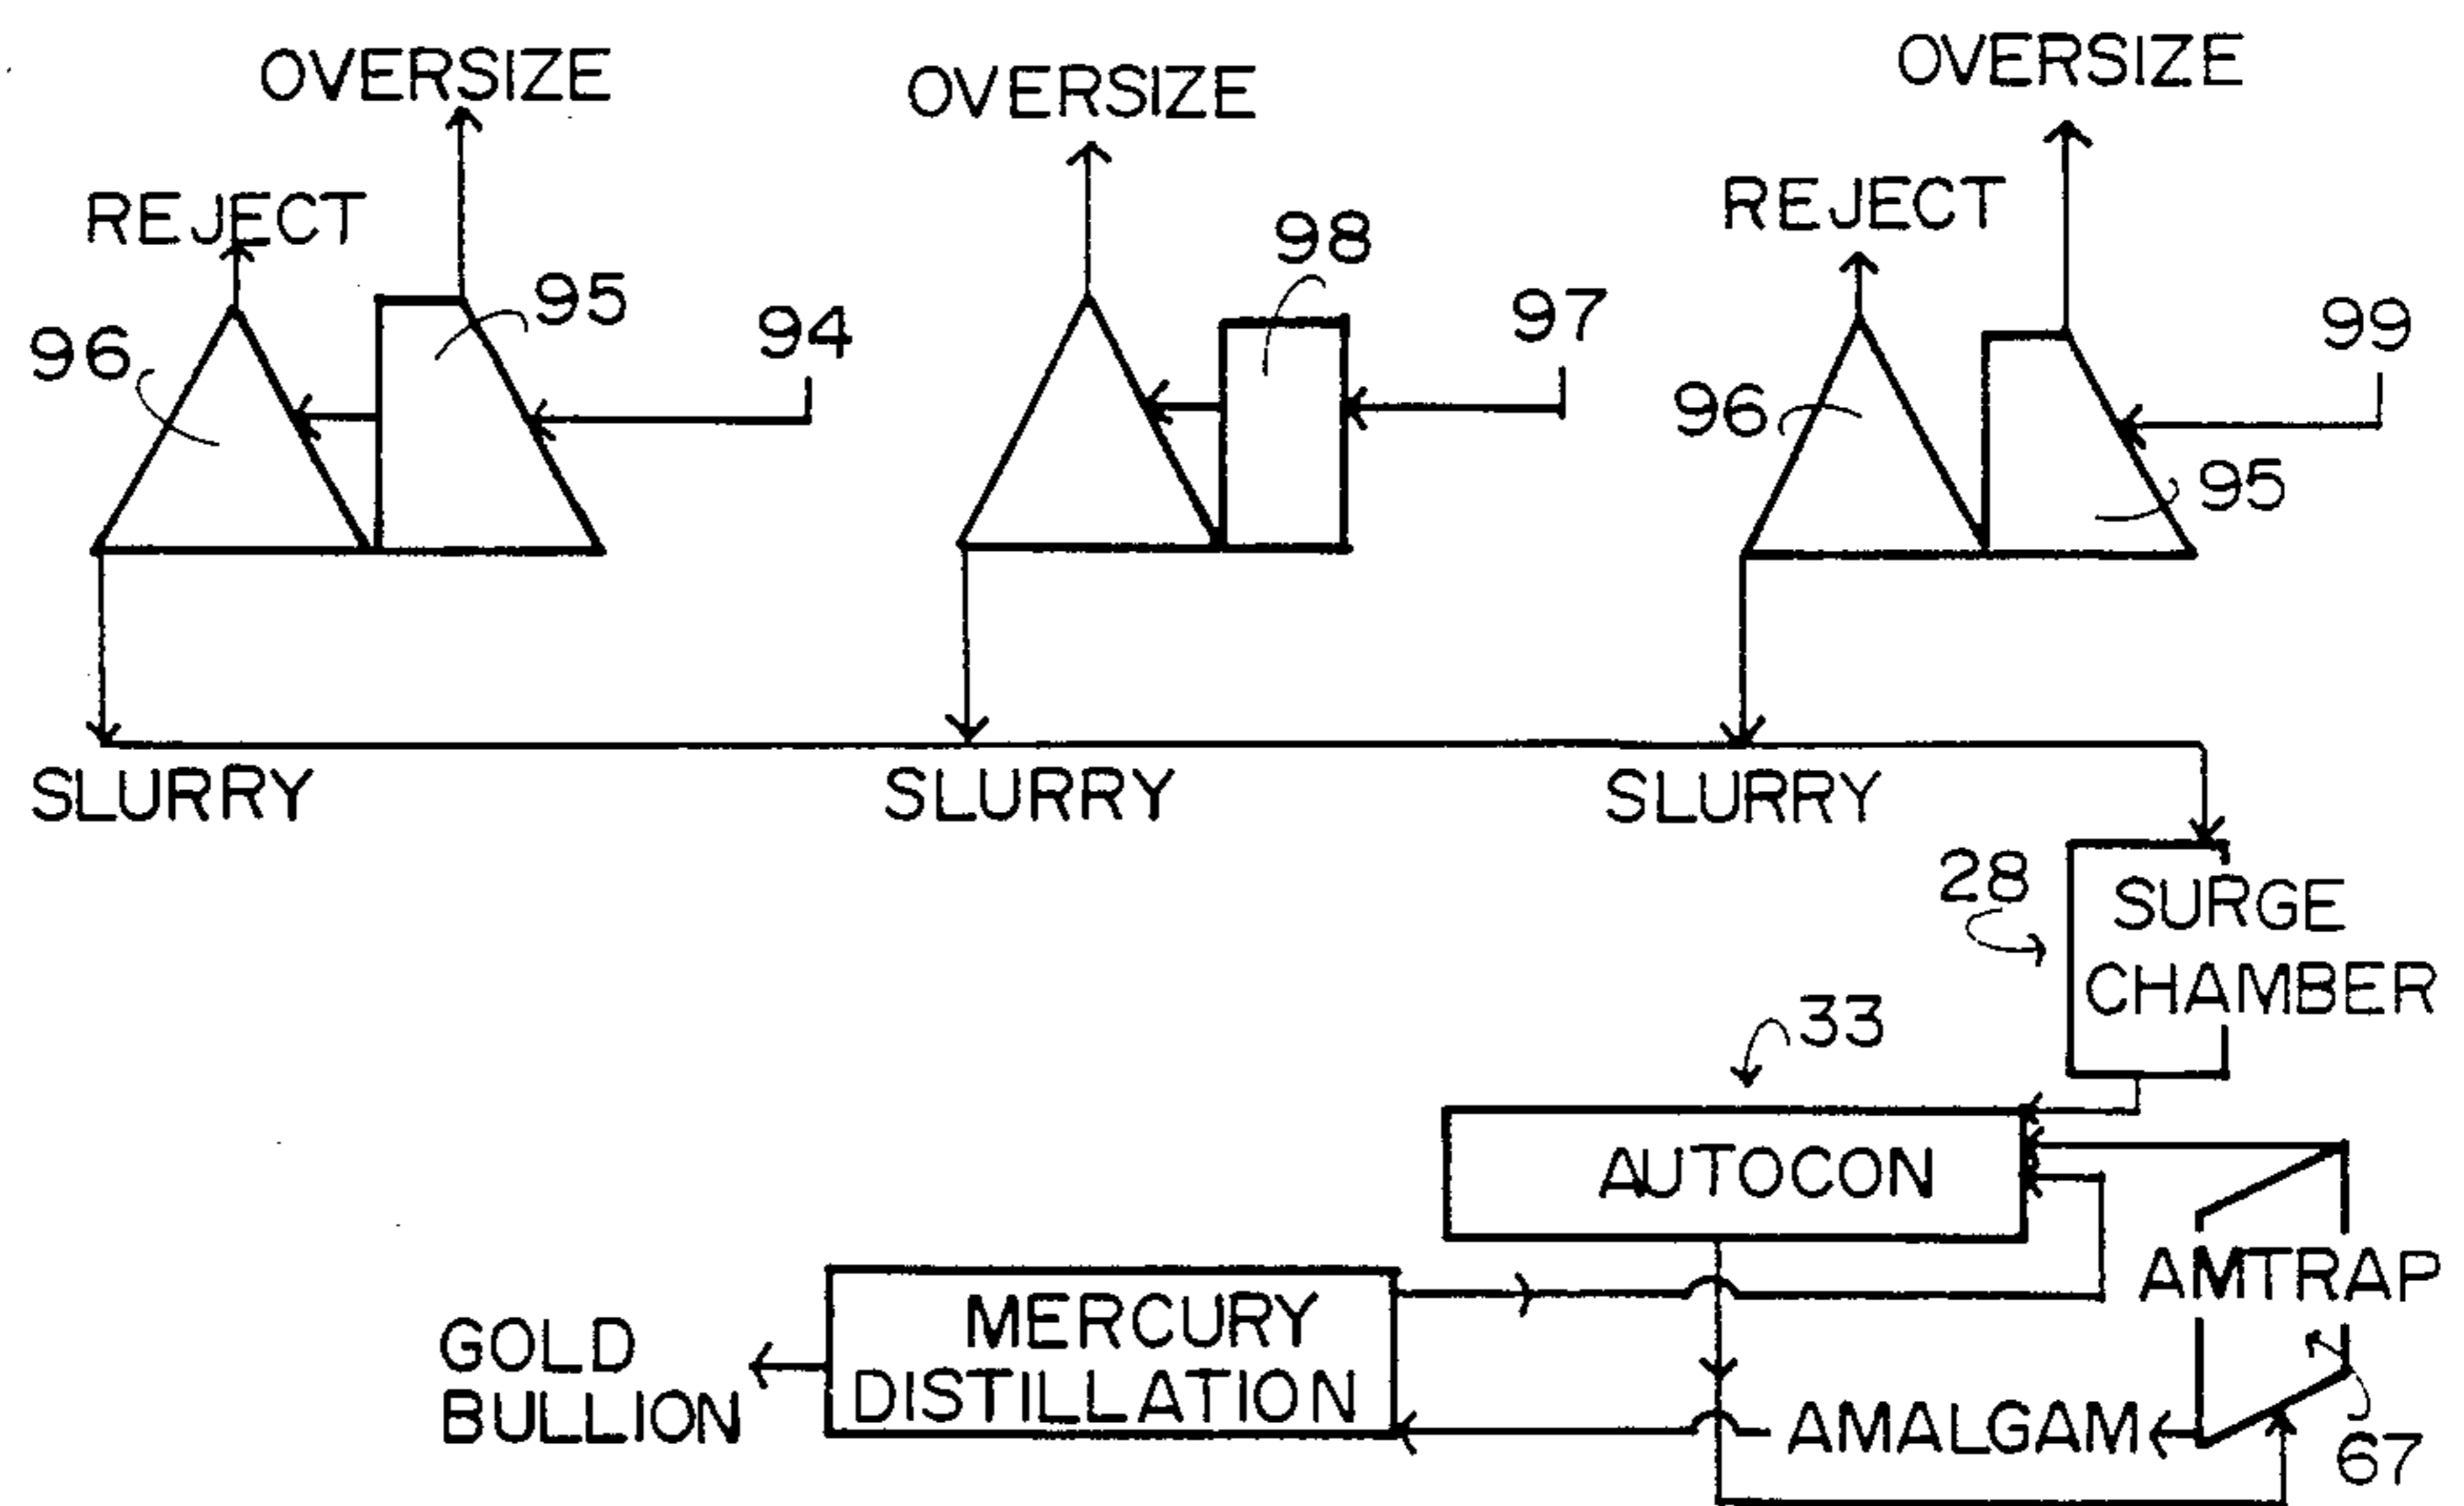 OVERSIZE
OVERSIZE
OVERSIZE
REJECT
REJECT
98
95
97
94
99
96
96
95
SLURRY
SLURRY
SLURRY
28
SURGE
CHAMBER
33
AUTOCON
AMTRAP
MERCURY
DISTILLATION
GOLD
BULLION
AMALGAM
67